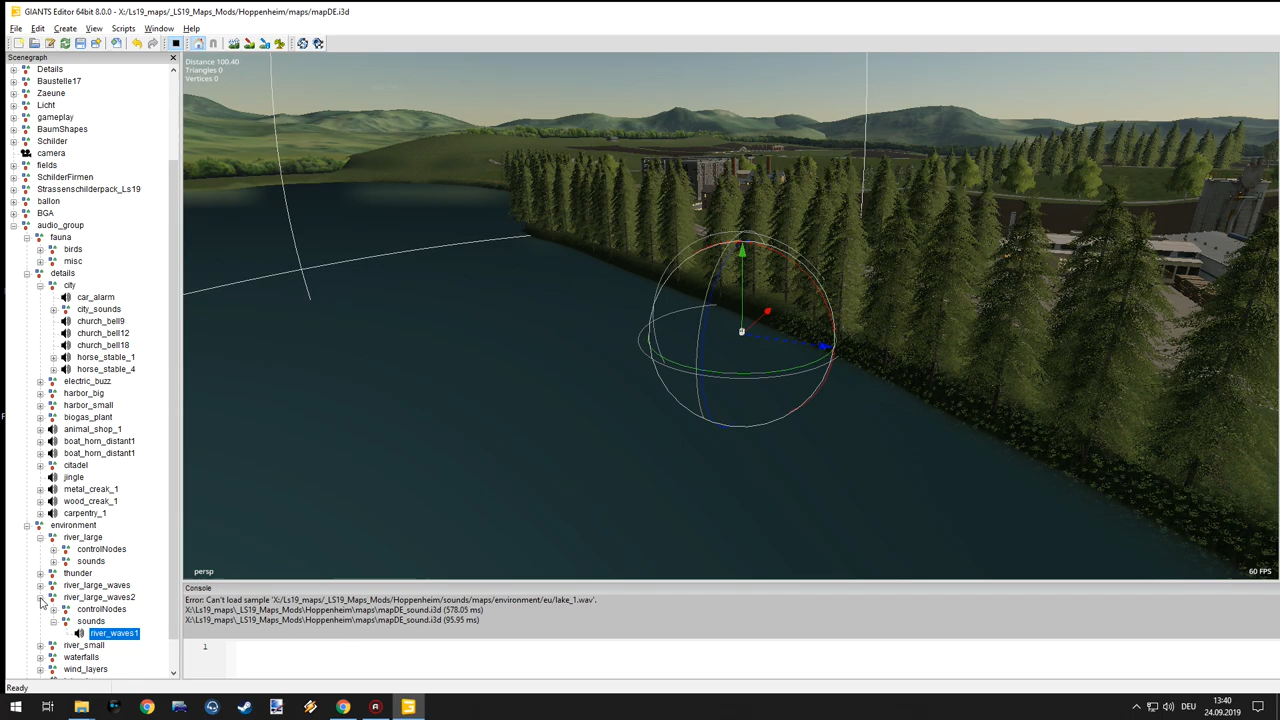 GIANTS Editor 64bit 8.0.0 - X:/Ls19_maps/_LS19_Maps_Mods/Hoppenheim/maps/mapDE.i3d
File Edit Create View Scripts Window Help
Scenegraph
Details
Baustelle17
Zaeune
Licht
gameplay
BaumShapes
Schilder
camera
fields
SchilderFirmen
Strassenschilderpack_Ls19
ballon
BGA
audio_group
fauna
birds
misc
details
city
car_alarm
city_sounds
church_bell9
church_bell12
church_bell18
horse_stable_1
horse_stable_4
electric_buzz
harbor_big
harbor_small
biogas_plant
animal_shop_1
boat_horn_distant1
boat_horn_distant1
citadel
jingle
metal_creak_1
wood_creak_1
carpentry_1
environment
river_large
controlNodes
sounds
thunder
river_large_waves
river_large_waves2
controlNodes
sounds
river_waves1
river_small
waterfalls
wind_layers
Distance 100.40
Triangles 0
Vertices 0
persp
60 FPS
Console
Error: Can't load sample 'X:/Ls19_maps/_LS19_Maps_Mods/Hoppenheim/sounds/maps/environment/eu/lake_1.wav'.
X:\Ls19_maps\_LS19_Maps_Mods\Hoppenheim\maps\mapDE_sound.i3d (578.05 ms)
X:\Ls19_maps\_LS19_Maps_Mods\Hoppenheim\maps\mapDE_sound.i3d (95.95 ms)
1
Ready
DEU
13:40
24.09.2019